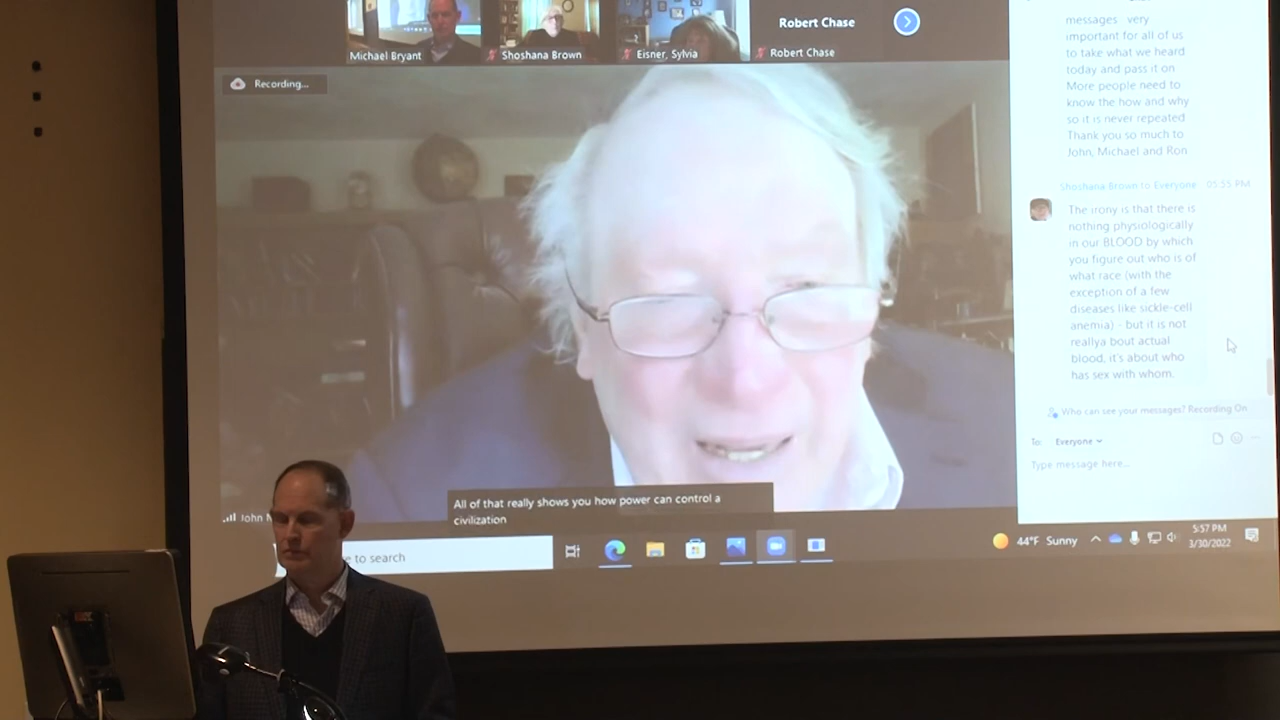 Michael Bryant
Shoshana Brown
Eisner, Sylvia
Robert Chase
Robert Chase
Recording...
messages very
important for all of us
to take what we heard
today and pass it on
More people need to
know the how and why
so it is never repeated
Thank you so much to
John, Michael and Ron
Shoshana Brown to Everyone 05:55 PM
The irony is that there is
nothing physiologically
in our BLOOD by which
you figure out who is of
what race (with the
exception of a few
diseases like sickle-cell
anemia) - but it is not
reallya bout actual
blood, it's about who
has sex with whom.
Who can see your messages? Recording On
To: Everyone
Type message here...
All of that really shows you how power can control a
civilization
John
to search
44°F Sunny
5:57 PM
3/30/2022